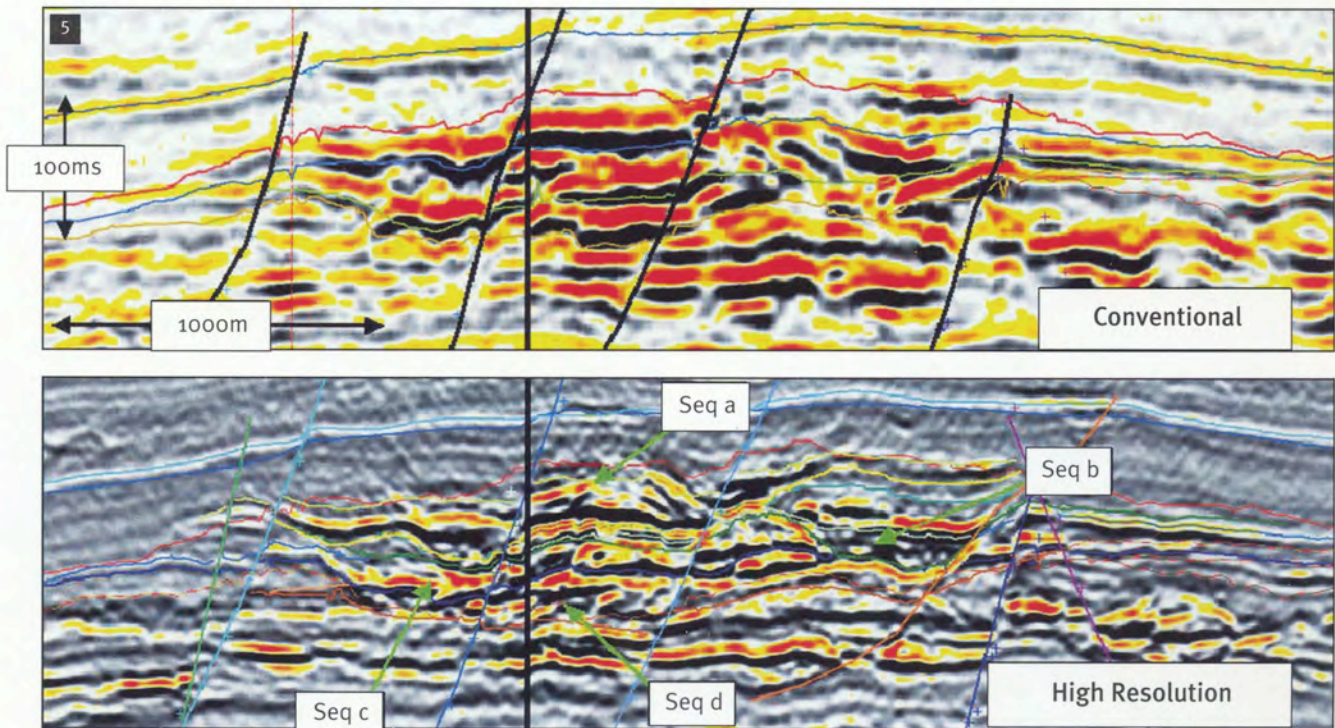 5
100ms
1000m
Conventional
Seq a
Seq b
Seq c
Seq d
High Resolution